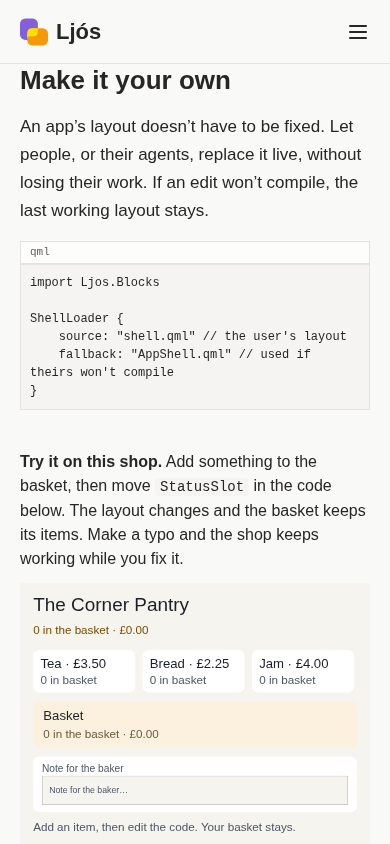 Ljós
Make it your own
An app’s layout doesn’t have to be fixed. Let
people, or their agents, replace it live, without
losing their work. If an edit won’t compile, the
last working layout stays.
qml
import Ljos.Blocks
ShellLoader {
    source: "shell.qml" // the user's layout
    fallback: "AppShell.qml" // used if
theirs won't compile
}
Try it on this shop. Add something to the
basket, then move StatusSlot in the code
below. The layout changes and the basket keeps
its items. Make a typo and the shop keeps
working while you fix it.
The Corner Pantry
0 in the basket · £0.00
Tea · £3.50 Bread · £2.25 Jam · £4.00
0 in basket 0 in basket 0 in basket
Basket
0 in the basket · £0.00
Note for the baker
Note for the baker…
Add an item, then edit the code. Your basket stays.